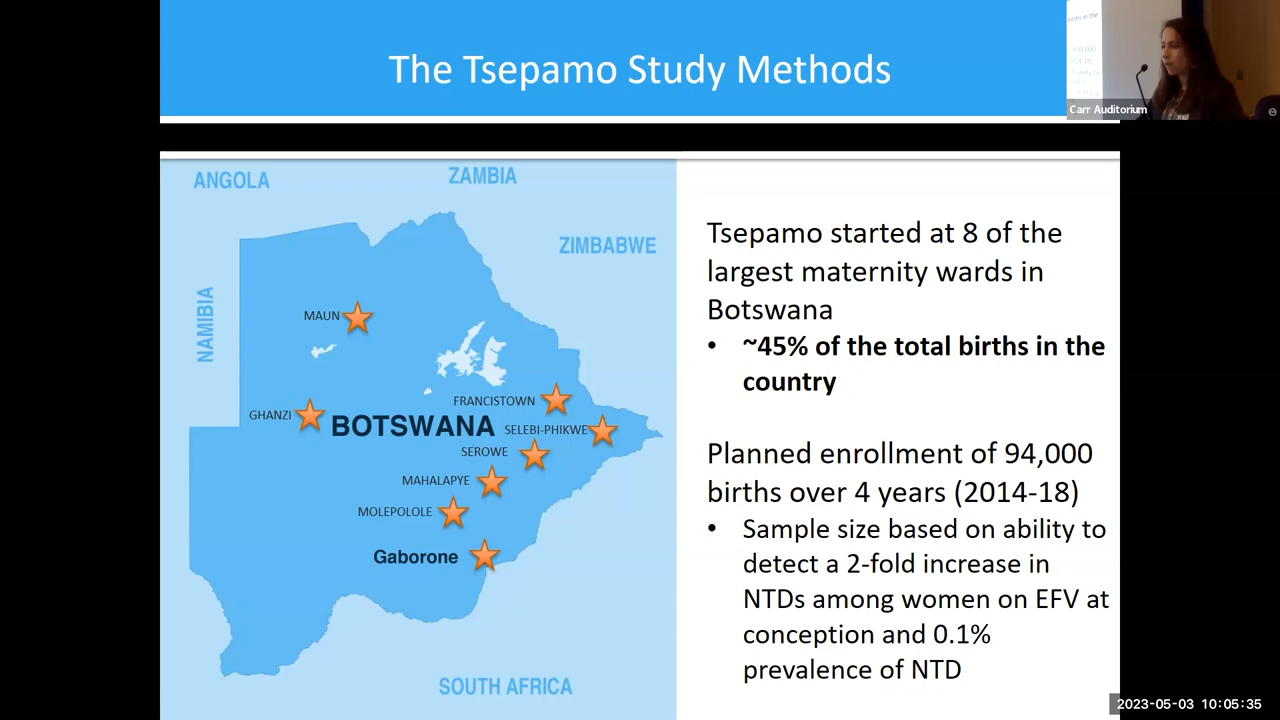 The Tsepamo Study Methods
Carr Auditorium
ANGOLA
ZAMBIA
ZIMBABWE
NAMIBIA
MAUN
GHANZI
BOTSWANA
FRANCISTOWN
SELEBI-PHIKWE
SEROWE
MAHALAPYE
MOLEPOLOLE
Gaborone
SOUTH AFRICA
Tsepamo started at 8 of the
largest maternity wards in
Botswana
• ~45% of the total births in the
country
Planned enrollment of 94,000
births over 4 years (2014-18)
• Sample size based on ability to
detect a 2-fold increase in
NTDs among women on EFV at
conception and 0.1%
prevalence of NTD
2023-05-03 10:05:35